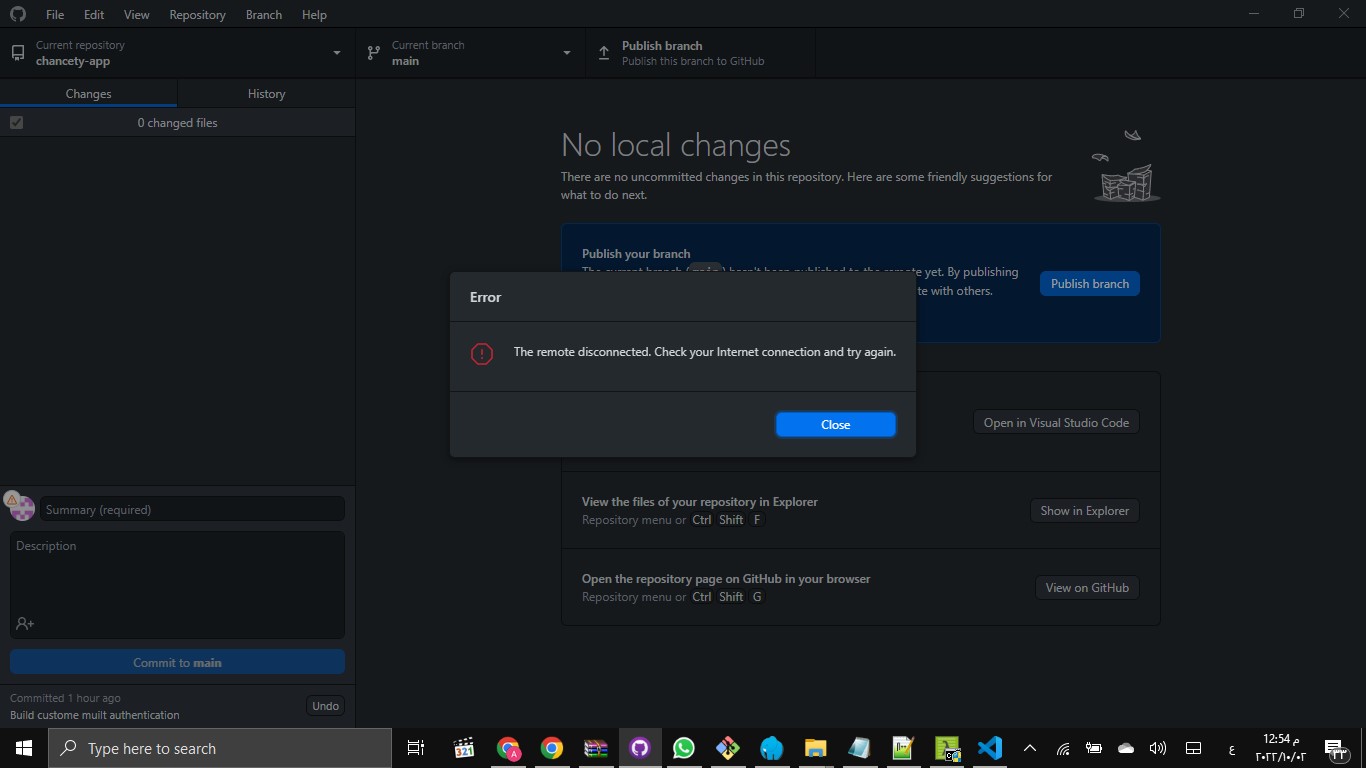 File Edit View Repository Branch Help
Current repository
chancety-app
Current branch
main
Publish branch
Publish this branch to GitHub
Changes
History
0 changed files
No local changes
There are no uncommitted changes in this repository. Here are some friendly suggestions for
what to do next.
Publish your branch
hasn't been published to the remote yet. By publishing
te with others.
Publish branch
Error
The remote disconnected. Check your Internet connection and try again.
Close
Open in Visual Studio Code
View the files of your repository in Explorer
Repository menu or Ctrl Shift F
Show in Explorer
Open the repository page on GitHub in your browser
Repository menu or Ctrl Shift G
View on GitHub
Summary (required)
Description
Commit to main
Committed 1 hour ago
Build custome muilt authentication
Undo
Type here to search
321
A
ع
12:54 م
٢٠٢٢/١٠/٠٢
٣٣